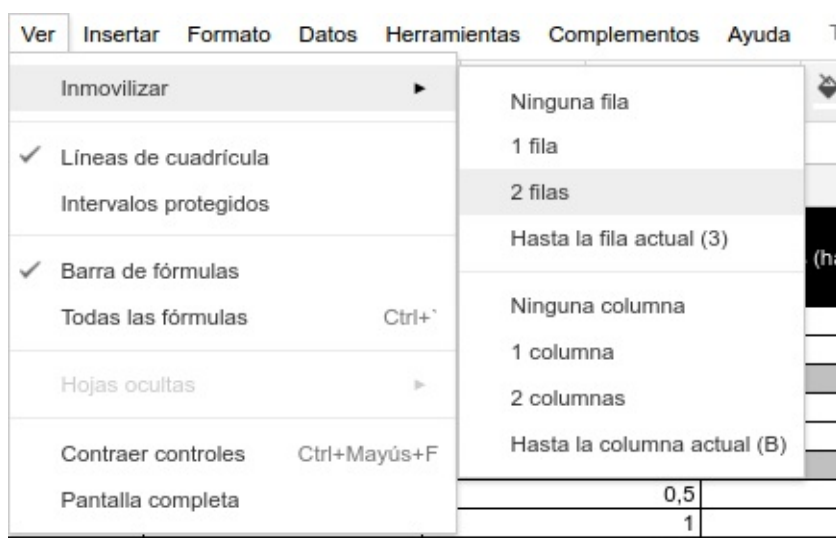 Ver Insertar Formato Datos Herramientas Complementos Ayuda
Inmovilizar
Líneas de cuadrícula
Intervalos protegidos
Barra de fórmulas
Todas las fórmulas Ctrl+`
Hojas ocultas
Contraer controles Ctrl+Mayús+F
Pantalla completa
Ninguna fila
1 fila
2 filas
Hasta la fila actual (3)
Ninguna columna
1 columna
2 columnas
Hasta la columna actual (B)
0,5
1